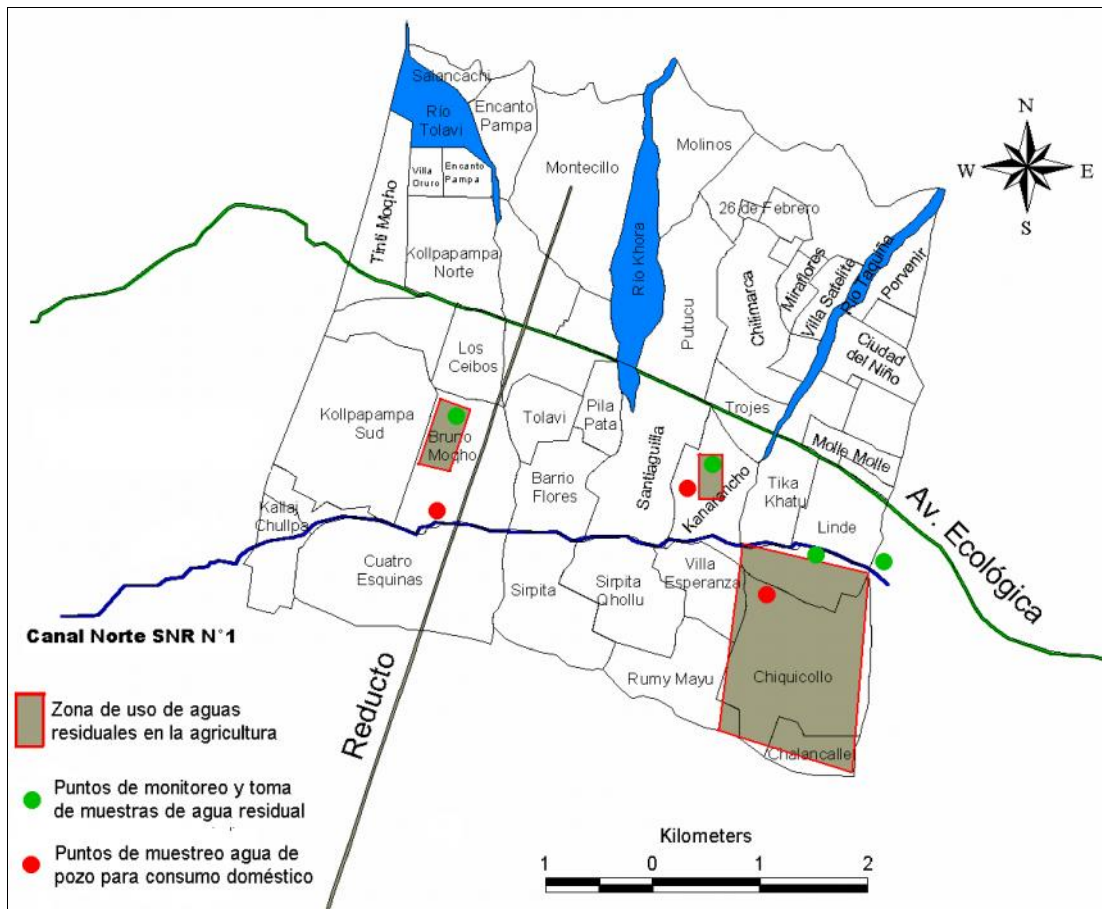 Salancachi
Río
Tolavi
Encanto
Pampa
Villa
Oruro
Encanto
Pampa
Montecillo
Molinos
N
W
E
S
26 de Febrero
Tinti Moqho
Kollpapampa
Norte
Río Khora
Putucu
Chilimarca
Miraflores
Villa Satelite
Río Taquiña
Porvenir
Ciudad
del Niño
Los
Ceibos
Kollpapampa
Sud
Bruno
Moqho
Tolavi
Pila
Pata
Santiaguilla
Trojes
Molle Molle
Barrio
Flores
Kanarancho
Tika
Khatu
Linde
Av. Ecológica
Kallaj
Chullpa
Cuatro
Esquinas
Sirpita
Sirpita
Qhollu
Villa
Esperanza
Rumy Mayu
Chiquicollo
Chalancalle
Reducto
Canal Norte SNR N°1
Zona de uso de aguas
residuales en la agricultura
Puntos de monitoreo y toma
de muestras de agua residual
Puntos de muestreo agua de
pozo para consumo doméstico
Kilometers
1 0 1 2